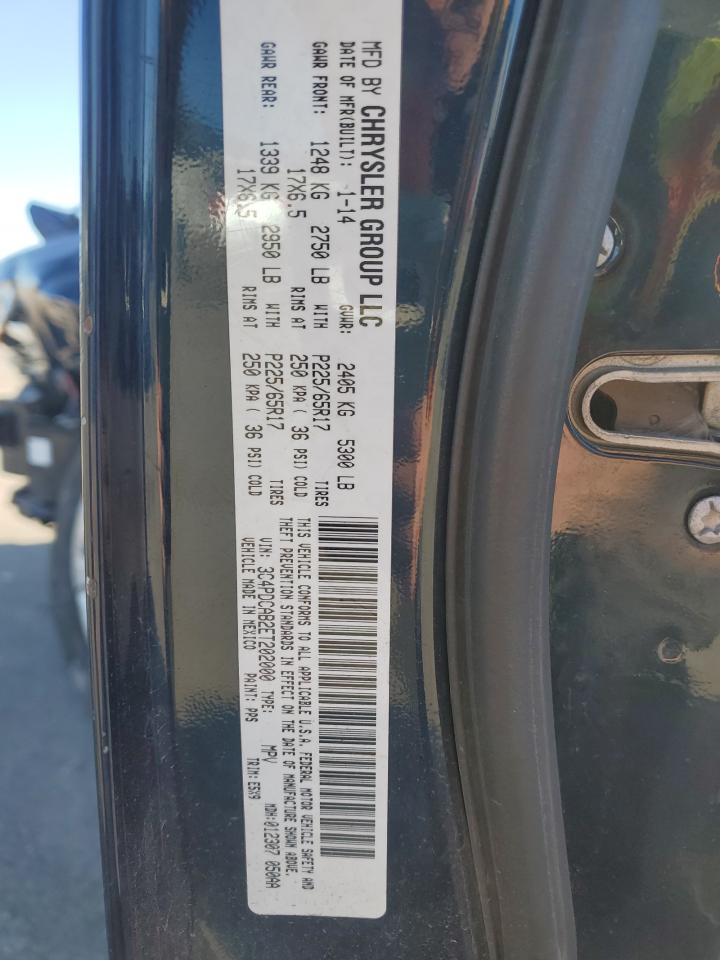 MFD BY CHRYSLER GROUP LLC
DATE OF MFR(BUILT): 1-14 GVWR: 2405 KG 5300 LB
GAWR FRONT: 1248 KG 2750 LB WITH P225/65R17 TIRES
17X6.5 RIMS AT 250 KPA ( 36 PSI) COLD
GAWR REAR: 1339 KG 2950 LB WITH P225/65R17 TIRES
17X6.5 RIMS AT 250 KPA ( 36 PSI) COLD
THIS VEHICLE CONFORMS TO ALL APPLICABLE U.S.A. FEDERAL MOTOR VEHICLE SAFETY AND
THEFT PREVENTION STANDARDS IN EFFECT ON THE DATE OF MANUFACTURE SHOWN ABOVE.
VIN: 3C4PDCAB2ET202000 TYPE: MPV MDH:012307 050AA
VEHICLE MADE IN MEXICO PAINT: PPS TRIM:E5X9